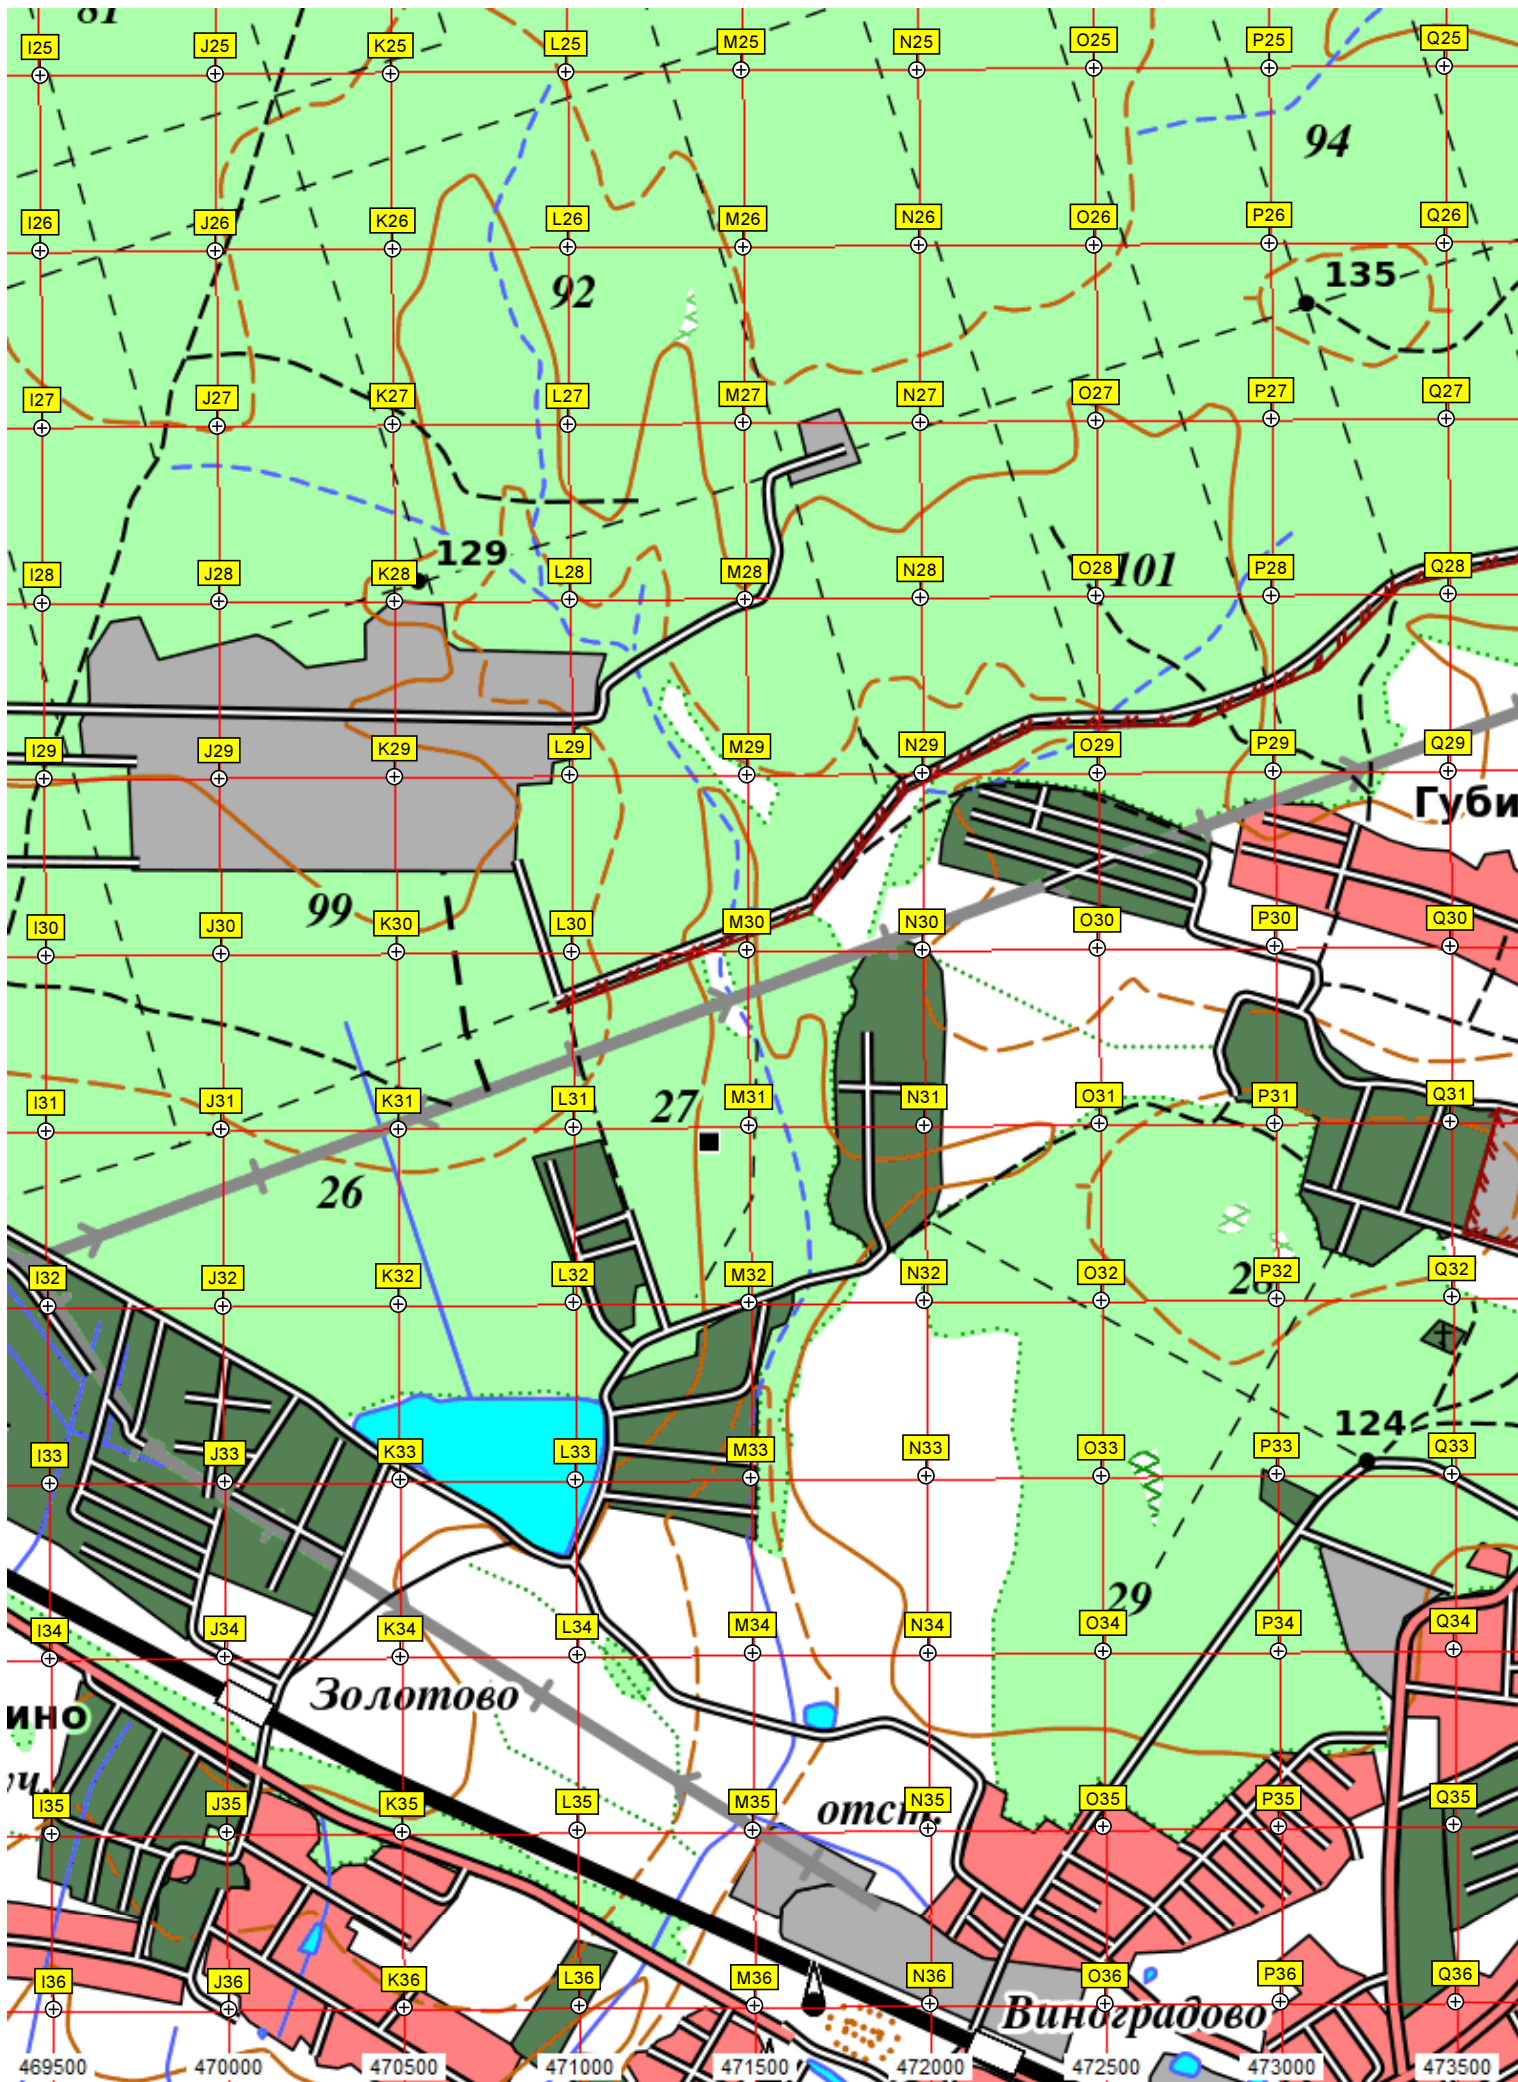 81
I25 J25 K25 L25 M25 N25 O25 P25 Q25
94
I26 J26 K26 L26 M26 N26 O26 P26 Q26
92
135
I27 J27 K27 L27 M27 N27 O27 P27 Q27
129
101
I28 J28 K28 L28 M28 N28 O28 P28 Q28
I29 J29 K29 L29 M29 N29 O29 P29 Q29
Губи
99
I30 J30 K30 L30 M30 N30 O30 P30 Q30
27
I31 J31 K31 L31 M31 N31 O31 P31 Q31
26
I32 J32 K32 L32 M32 N32 O32 P32 Q32
124
I33 J33 K33 L33 M33 N33 O33 P33 Q33
29
I34 J34 K34 L34 M34 N34 O34 P34 Q34
Золотово
ино
уч.
отст.
I35 J35 K35 L35 M35 N35 O35 P35 Q35
I36 J36 K36 L36 M36 N36 O36 P36 Q36
Виноградово
469500 470000 470500 471000 471500 472000 472500 473000 473500